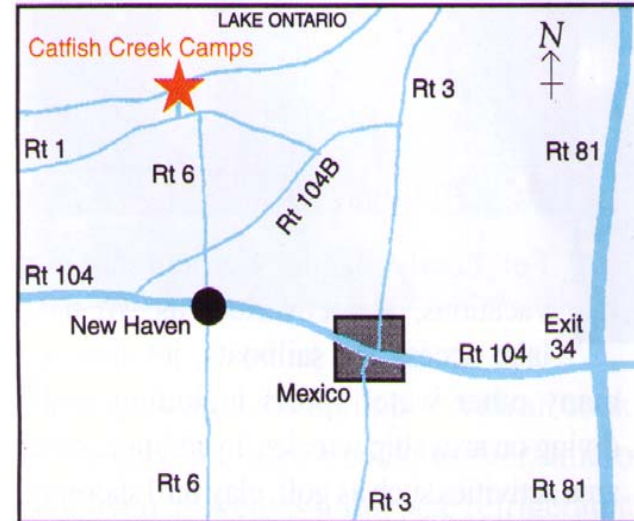 LAKE ONTARIO
Catfish Creek Camps
N
Rt 3
Rt 1
Rt 6
Rt 81
Rt 104B
Rt 104
New Haven
Exit
34
Rt 104
Mexico
Rt 6
Rt 3
Rt 81